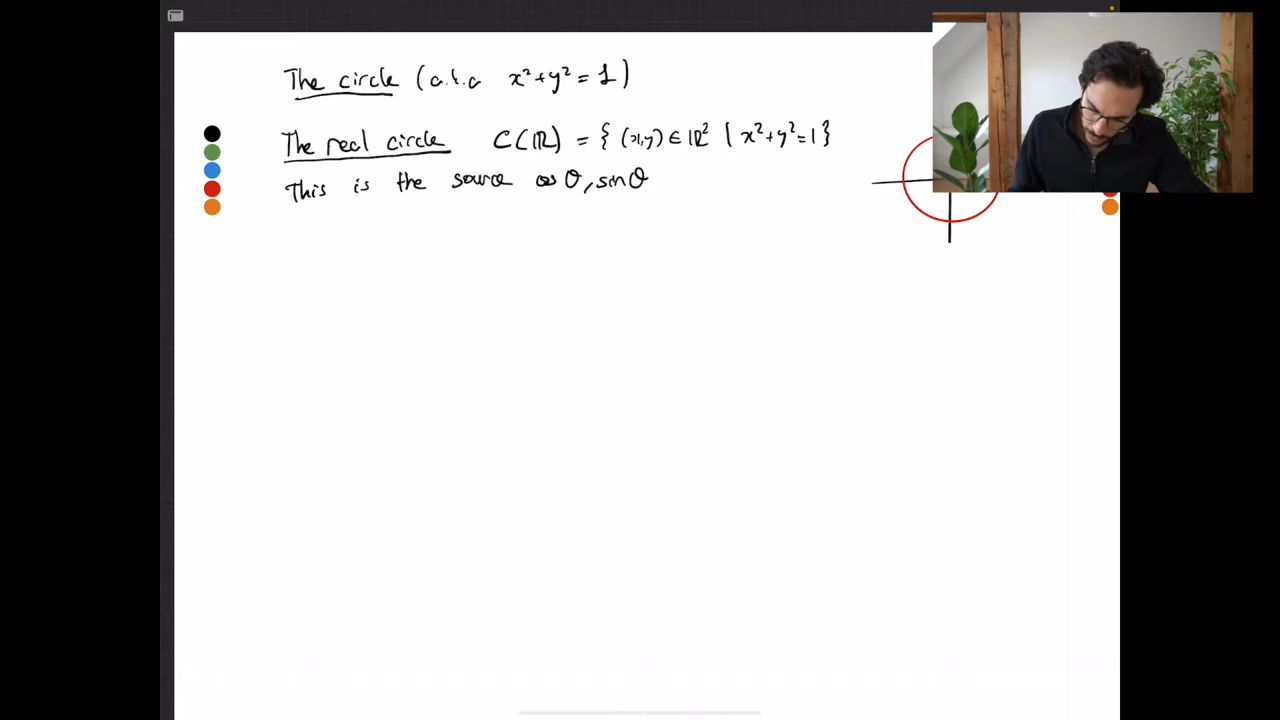 The circle (a.k.a x²+y² = 1)
The real circle C(ℝ) = { (x,y) ∈ ℝ² | x²+y²=1}
This is the source cos θ, sin θ